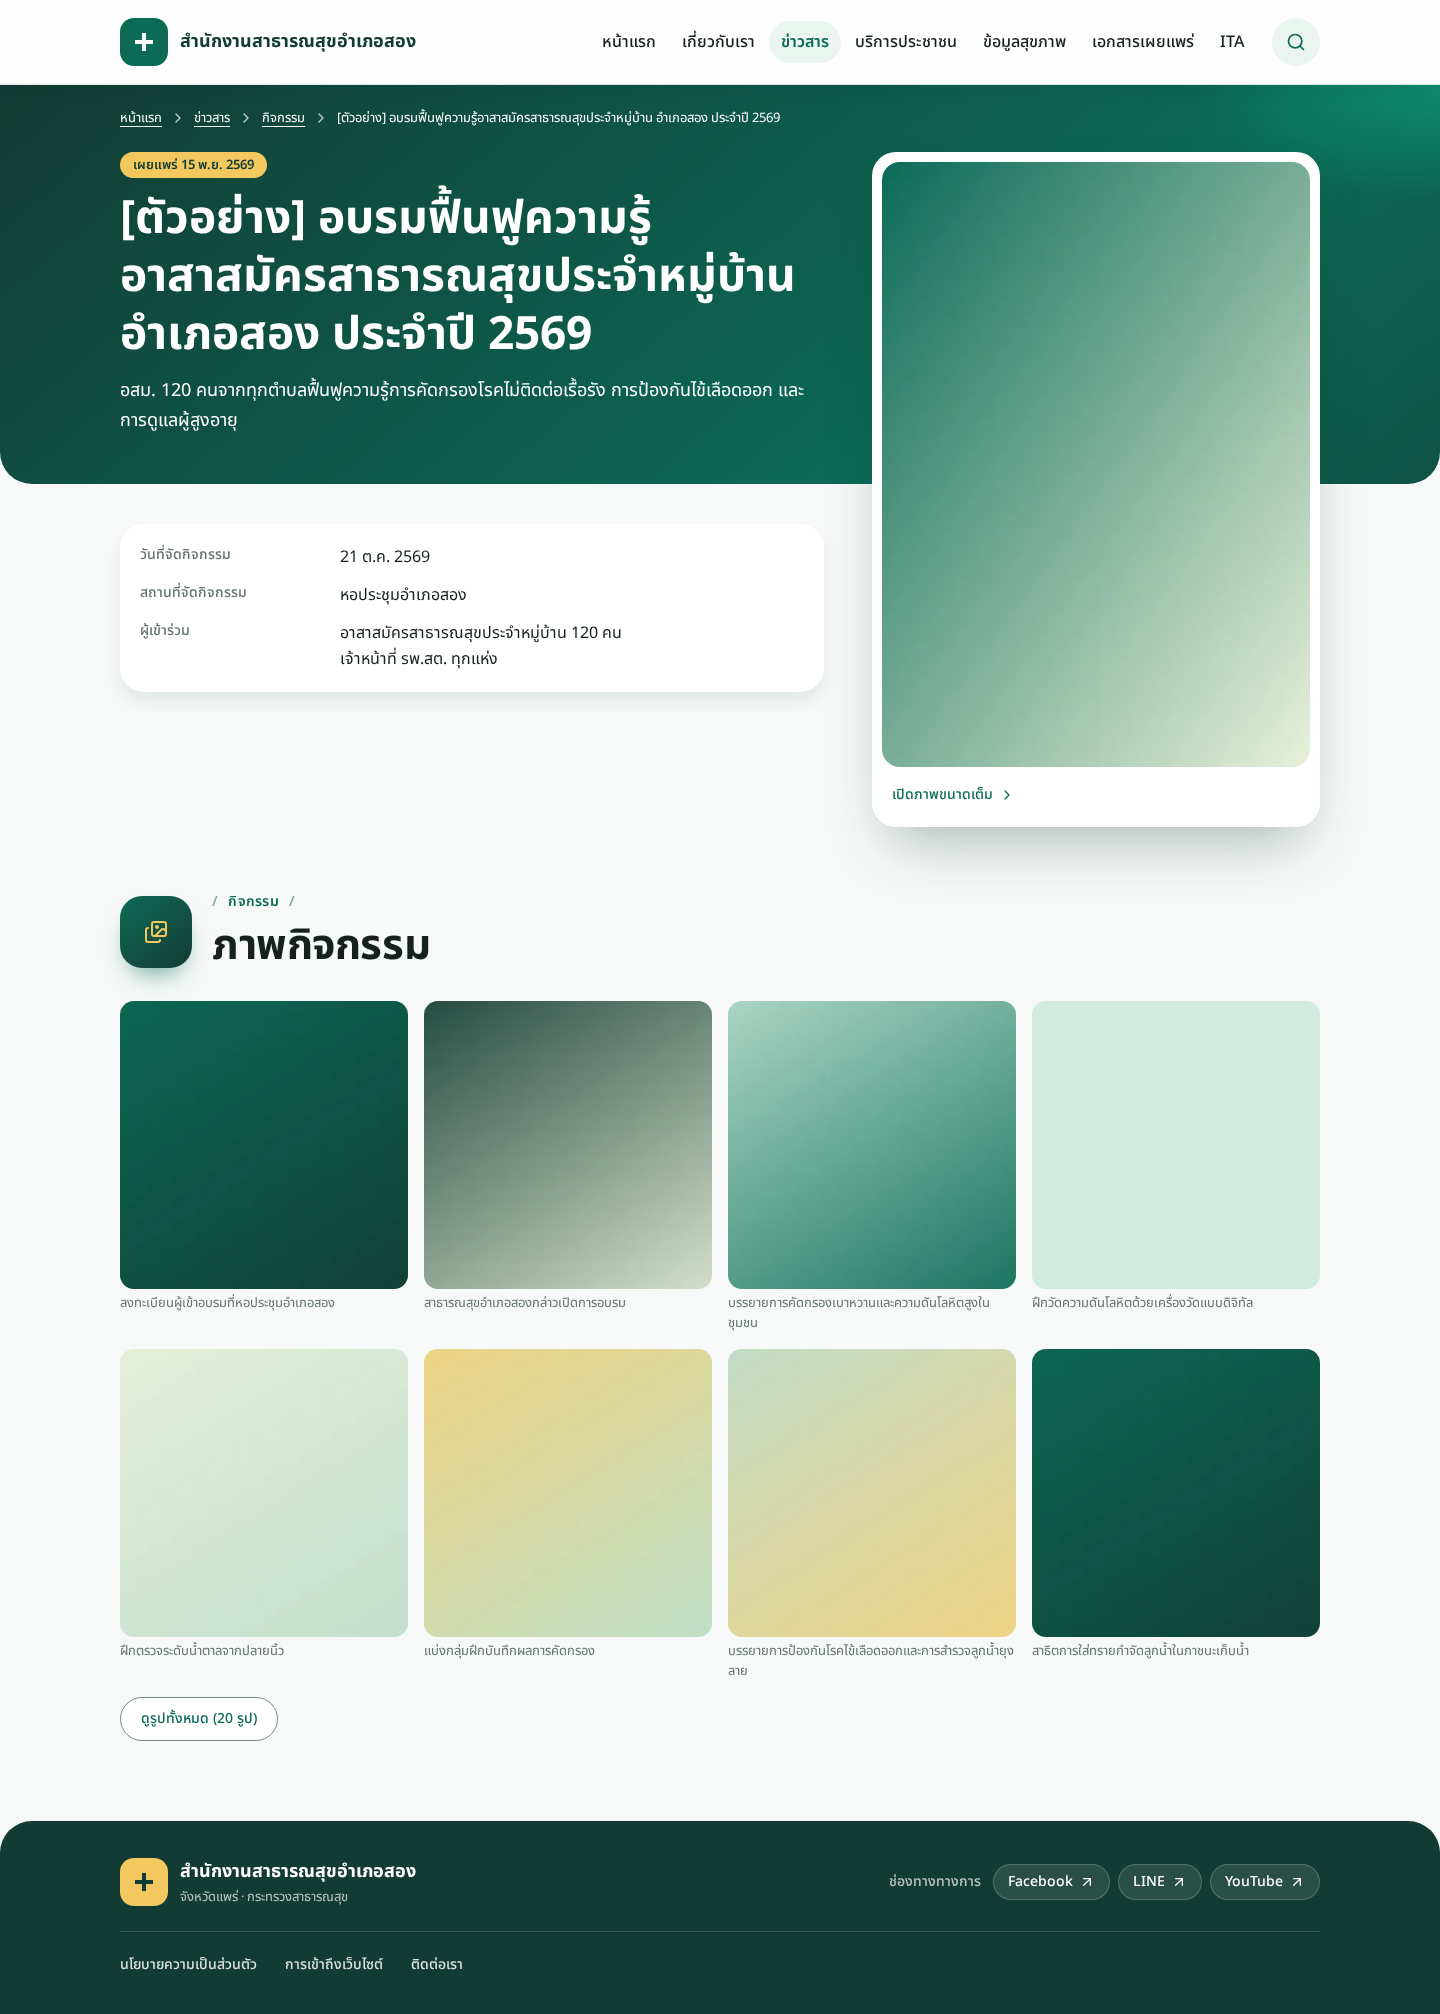 สำนักงานสาธารณสุขอำเภอสอง
หน้าแรก
เกี่ยวกับเรา
ข่าวสาร
บริการประชาชน
ข้อมูลสุขภาพ
เอกสารเผยแพร่
ITA
หน้าแรก > ข่าวสาร > กิจกรรม > [ตัวอย่าง] อบรมฟื้นฟูความรู้อาสาสมัครสาธารณสุขประจำหมู่บ้าน อำเภอสอง ประจำปี 2569
เผยแพร่ 15 พ.ย. 2569
[ตัวอย่าง] อบรมฟื้นฟูความรู้
อาสาสมัครสาธารณสุขประจำหมู่บ้าน
อำเภอสอง ประจำปี 2569
อสม. 120 คนจากทุกตำบลฟื้นฟูความรู้การคัดกรองโรคไม่ติดต่อเรื้อรัง การป้องกันไข้เลือดออก และ
การดูแลผู้สูงอายุ
วันที่จัดกิจกรรม 21 ต.ค. 2569
สถานที่จัดกิจกรรม หอประชุมอำเภอสอง
ผู้เข้าร่วม อาสาสมัครสาธารณสุขประจำหมู่บ้าน 120 คน
เจ้าหน้าที่ รพ.สต. ทุกแห่ง
เปิดภาพขนาดเต็ม
/ กิจกรรม /
ภาพกิจกรรม
ลงทะเบียนผู้เข้าอบรมที่หอประชุมอำเภอสอง
สาธารณสุขอำเภอสองกล่าวเปิดการอบรม
บรรยายการคัดกรองเบาหวานและความดันโลหิตสูงใน
ชุมชน
ฝึกวัดความดันโลหิตด้วยเครื่องวัดแบบดิจิทัล
ฝึกตรวจระดับน้ำตาลจากปลายนิ้ว
แบ่งกลุ่มฝึกบันทึกผลการคัดกรอง
บรรยายการป้องกันโรคไข้เลือดออกและการสำรวจลูกน้ำยุง
ลาย
สาธิตการใส่ทรายกำจัดลูกน้ำในภาชนะเก็บน้ำ
ดูรูปทั้งหมด (20 รูป)
สำนักงานสาธารณสุขอำเภอสอง
จังหวัดแพร่ · กระทรวงสาธารณสุข
ช่องทางทางการ
Facebook
LINE
YouTube
นโยบายความเป็นส่วนตัว
การเข้าถึงเว็บไซต์
ติดต่อเรา